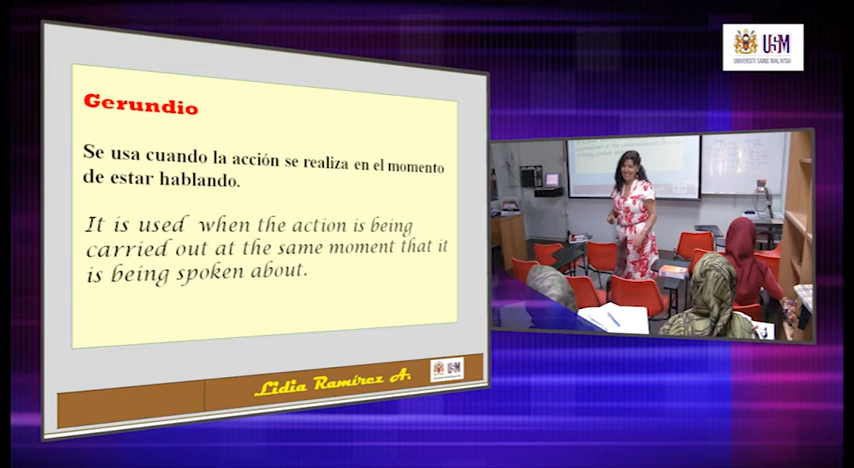 Gerundio
Se usa cuando la acción se realiza en el momento
de estar hablando.
It is used when the action is being
carried out at the same moment that it
is being spoken about.
Lidia Ramírez A.
USM
USM
UNIVERSITI SAINS MALAYSIA